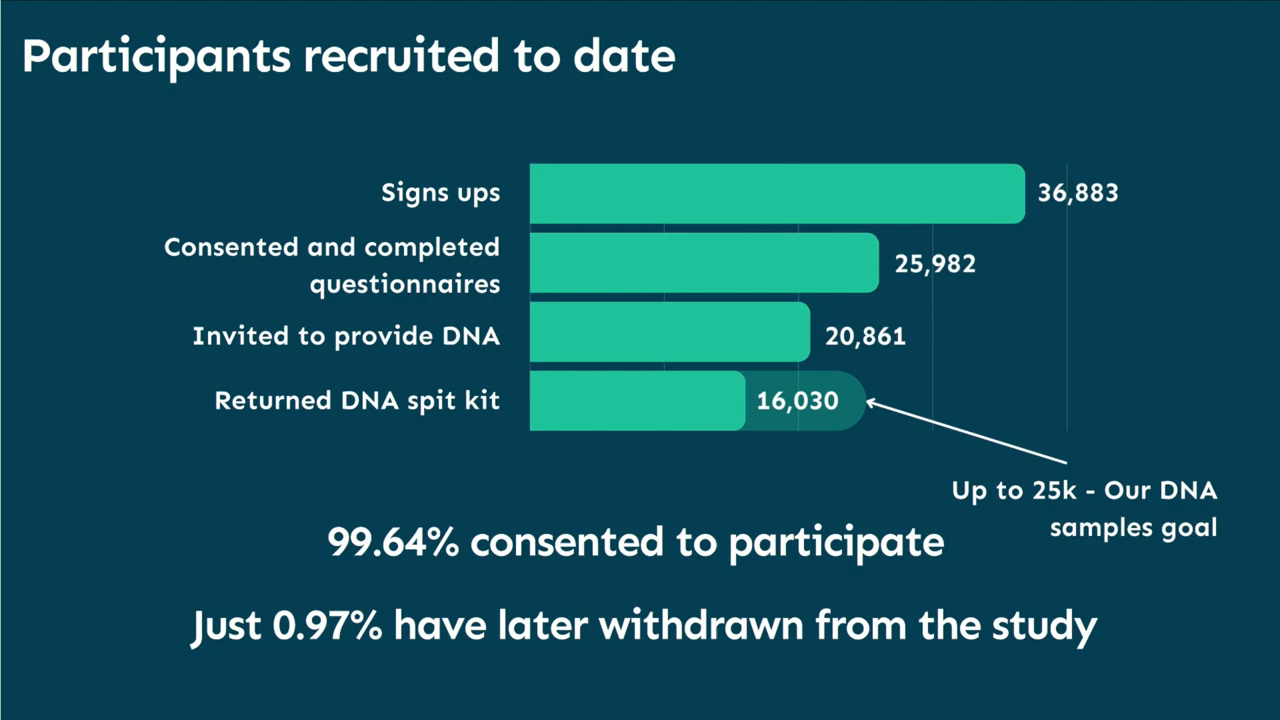 Participants recruited to date
Signs ups
36,883
Consented and completed
questionnaires
25,982
Invited to provide DNA
20,861
Returned DNA spit kit
16,030
Up to 25k - Our DNA
samples goal
99.64% consented to participate
Just 0.97% have later withdrawn from the study